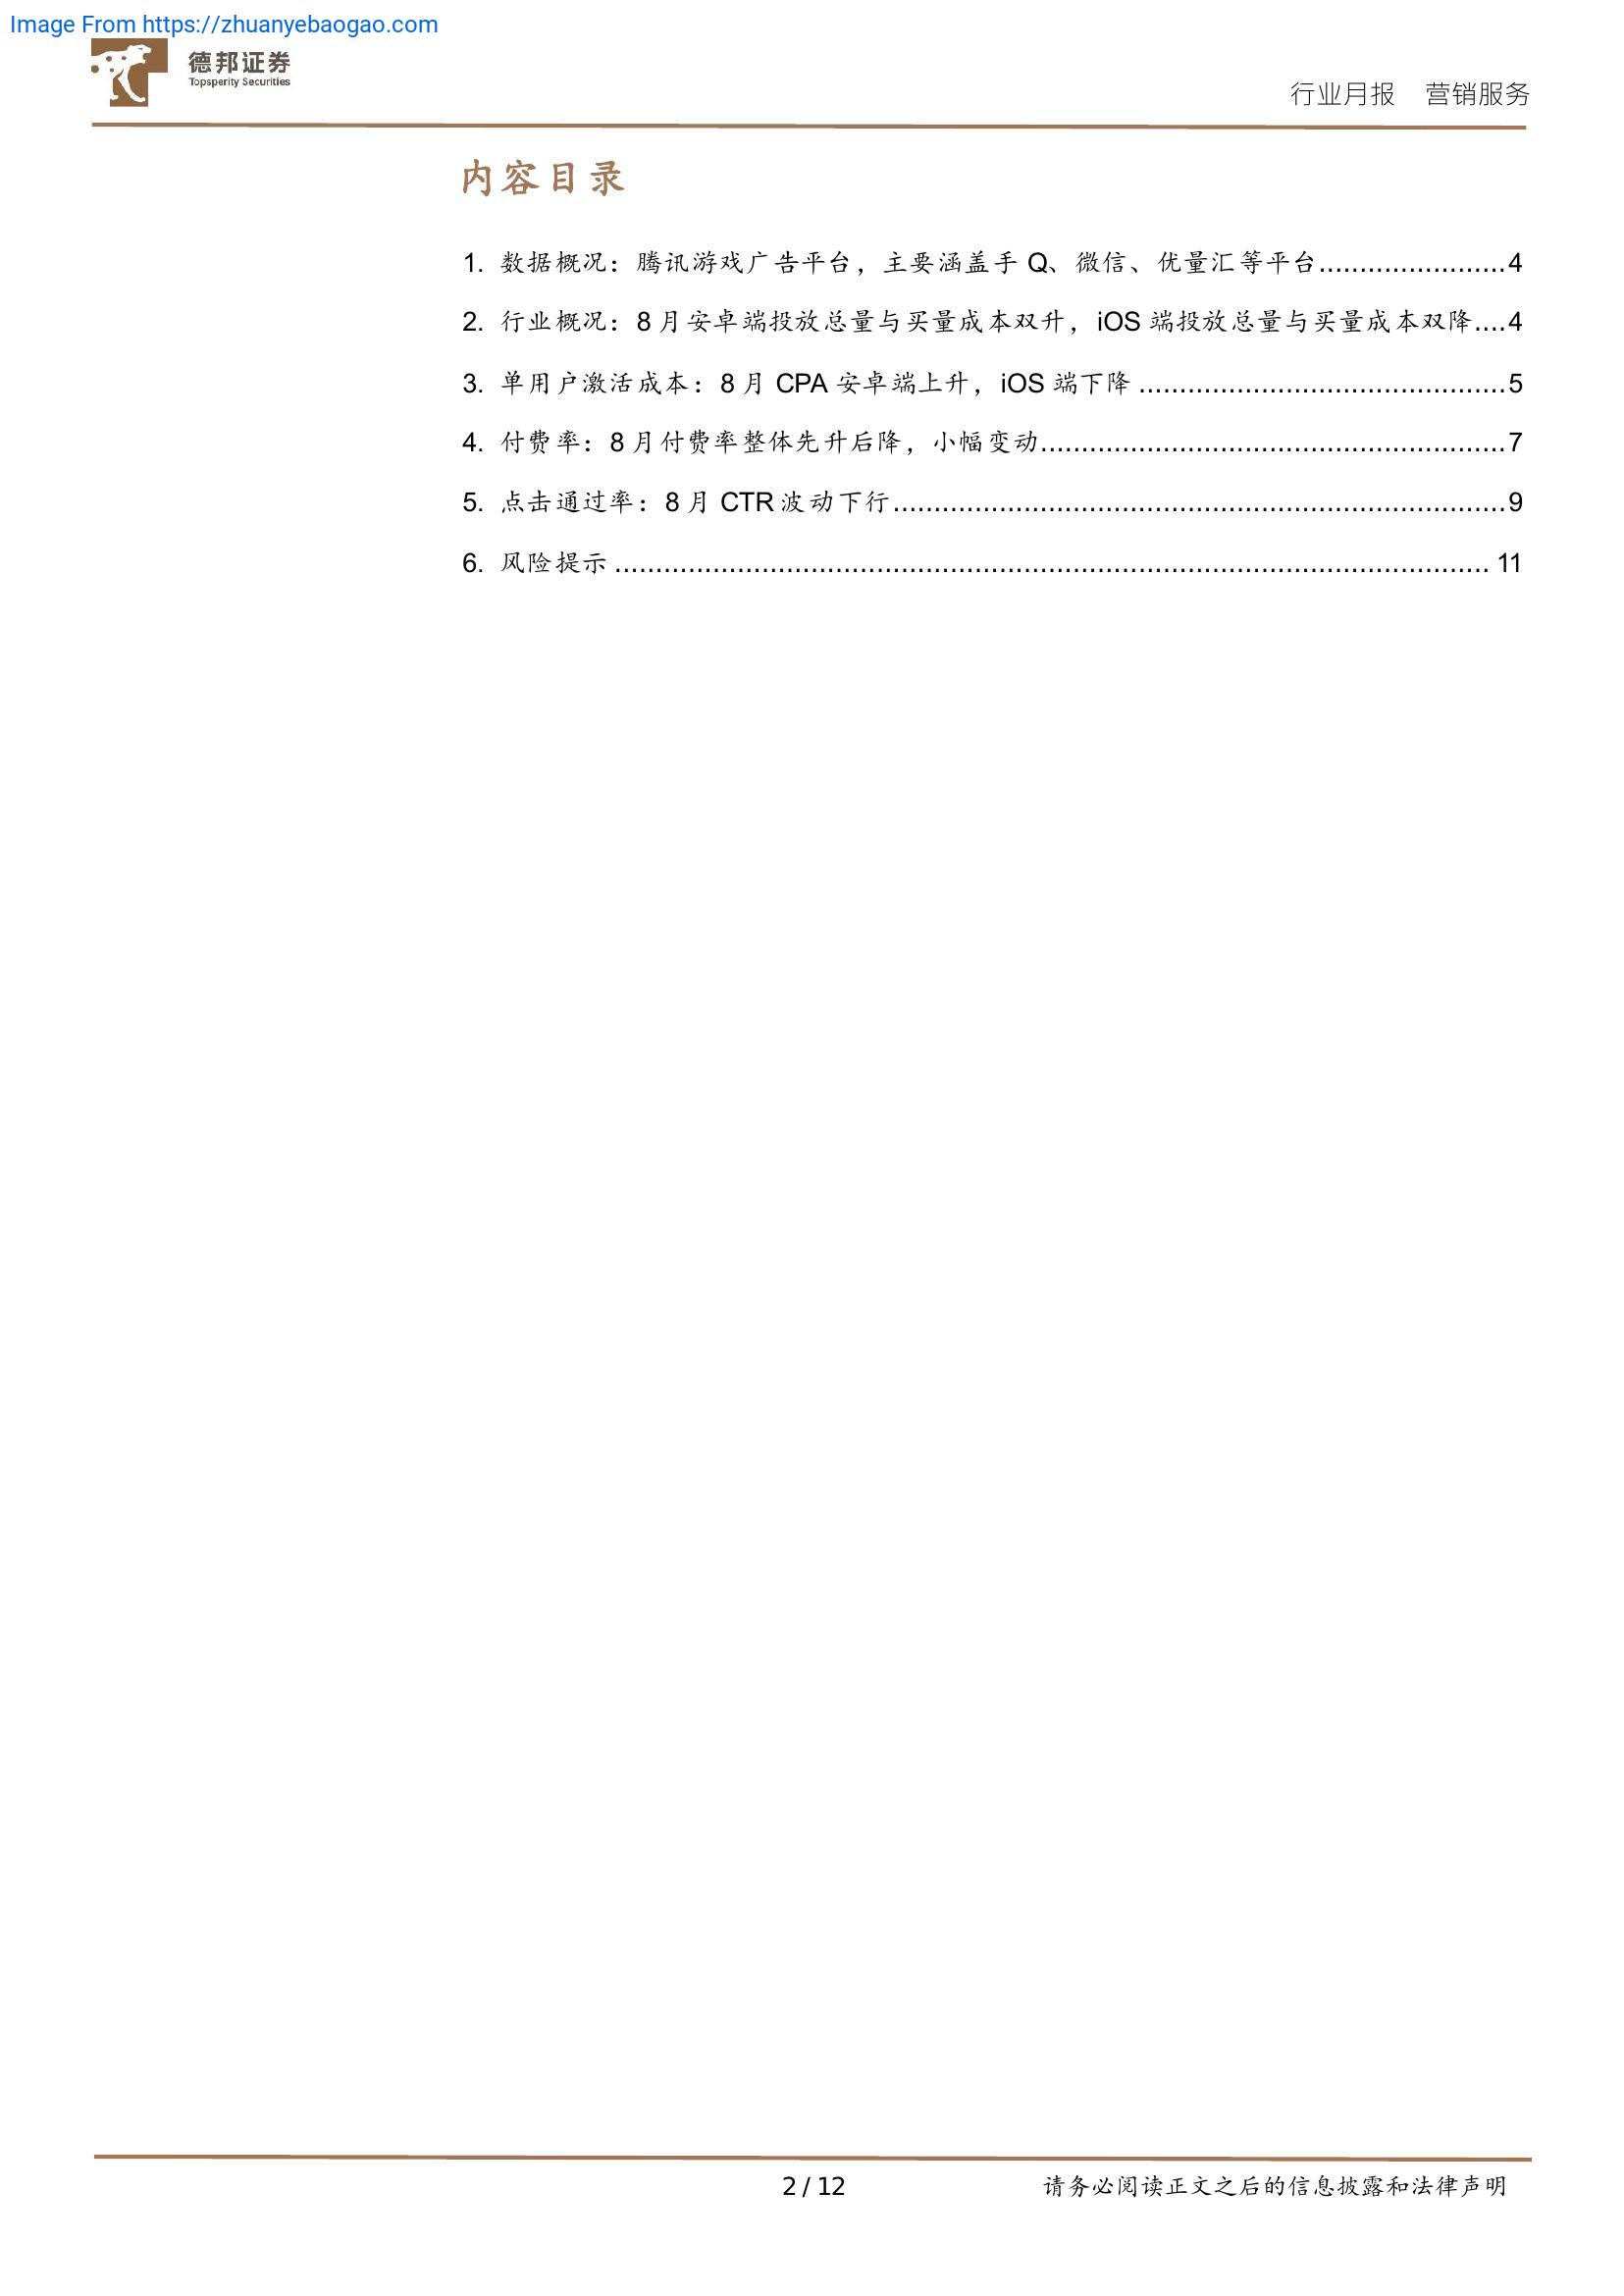 Image From https://zhuanyebaogao.com
德邦证券
Topsperity Securities
行业月报 营销服务
内容目录
1. 数据概况：腾讯游戏广告平台，主要涵盖手 Q、微信、优量汇等平台.......................4
2. 行业概况：8 月安卓端投放总量与买量成本双升，iOS 端投放总量与买量成本双降....4
3. 单用户激活成本：8 月 CPA 安卓端上升，iOS 端下降 .............................................5
4. 付费率：8 月付费率整体先升后降，小幅变动.........................................................7
5. 点击通过率：8 月 CTR 波动下行...........................................................................9
6. 风险提示 ........................................................................................................... 11
2 / 12
请务必阅读正文之后的信息披露和法律声明